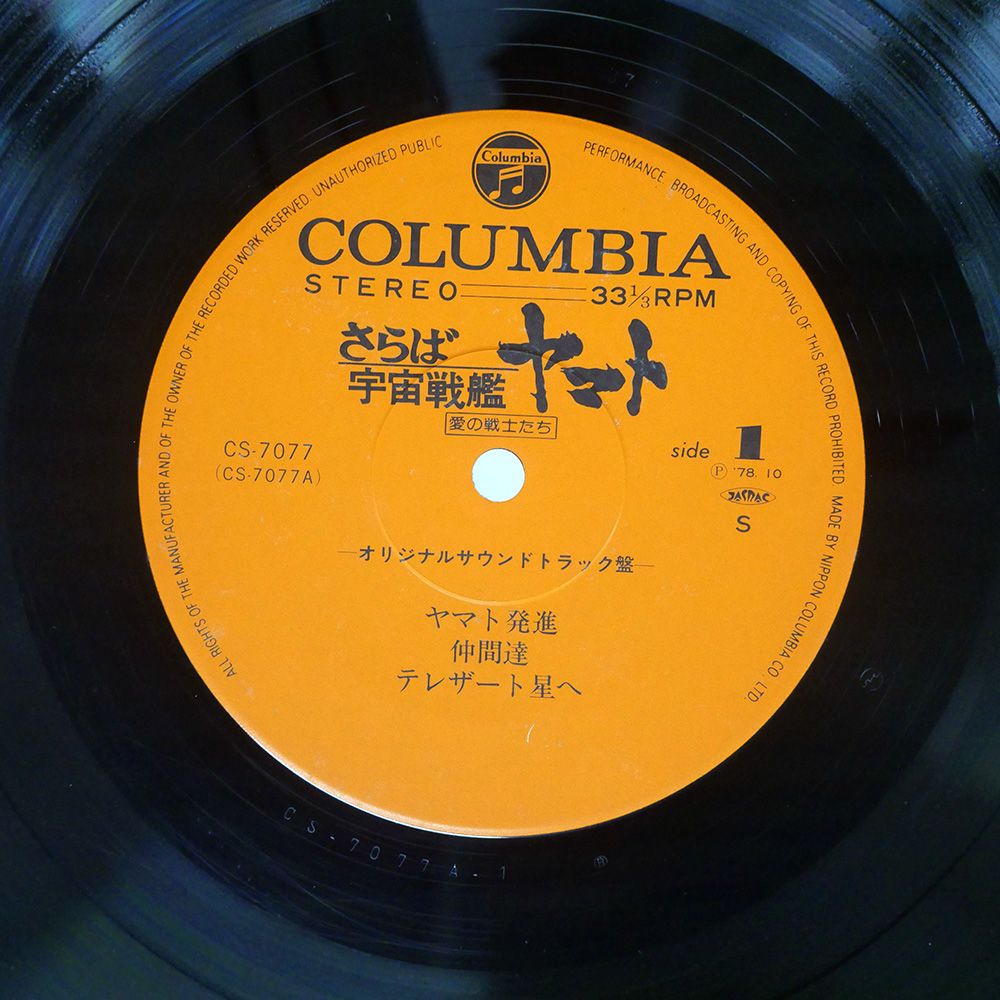 Columbia
COLUMBIA
STEREO 33⅓ RPM
さらば
宇宙戦艦
ヤマト
愛の戦士たち
CS-7077
(CS-7077A)
side 1
Ⓟ '78. 10
JASRAC
S
—オリジナルサウンドトラック盤—
ヤマト発進
仲間達
テレザート星へ
ALL RIGHTS OF THE MANUFACTURER AND OF THE OWNER OF THE RECORDED WORK RESERVED. UNAUTHORIZED PUBLIC PERFORMANCE, BROADCASTING AND COPYING OF THIS RECORD PROHIBITED. MADE BY NIPPON COLUMBIA CO., LTD.
CS-7077A-1